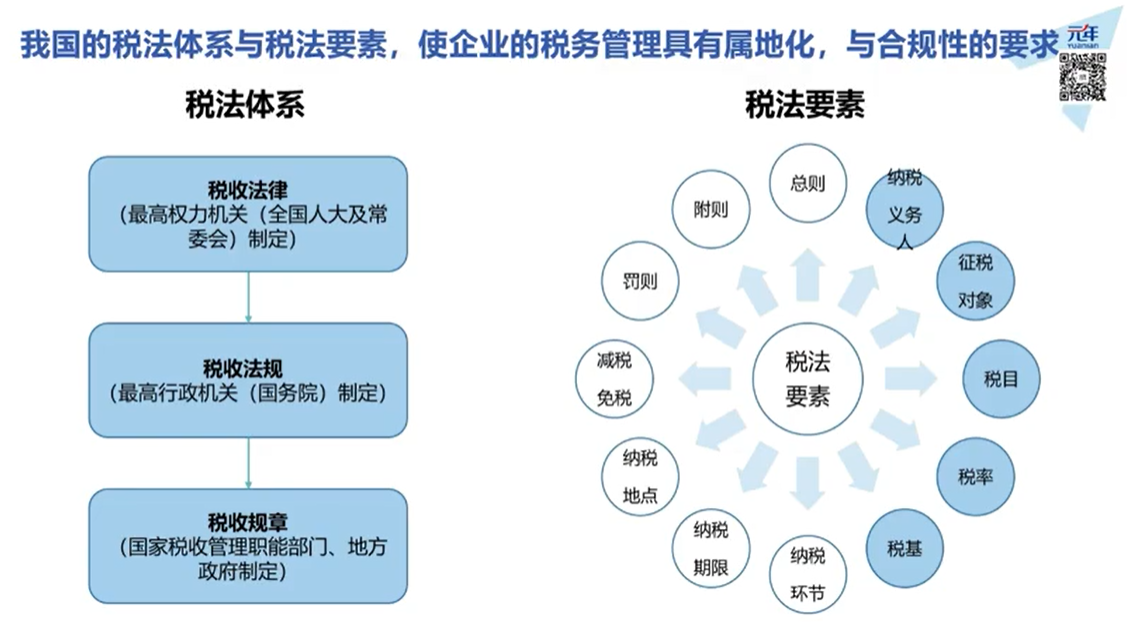 我国的税法体系与税法要素，使企业的税务管理具有属地化，与合规性的要求
元年
YUANIAN
税法体系
税收法律
（最高权力机关（全国人大及常
委会）制定）
税收法规
（最高行政机关（国务院）制定）
税收规章
（国家税收管理职能部门、地方
政府制定）
税法要素
总则
纳税
义务
人
征税
对象
税目
税率
税基
纳税
环节
纳税
期限
纳税
地点
减税
免税
罚则
附则
税法
要素